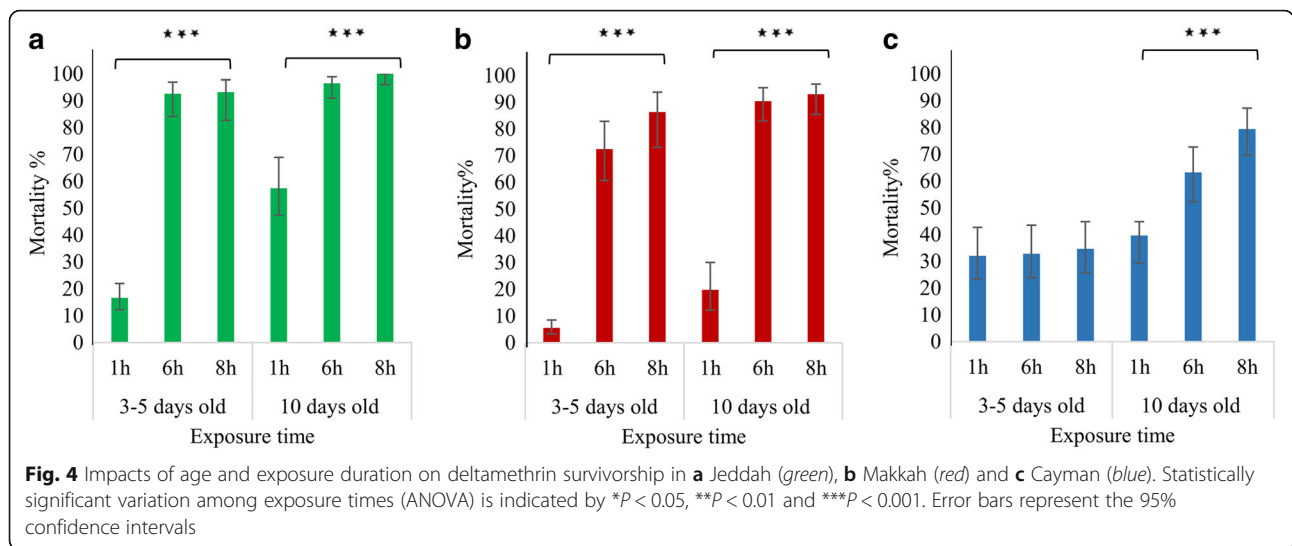 a
★★★
★★★
100
90
80
70
60
50
40
30
20
10
0
Mortality %
1h 6h 8h 1h 6h 8h
3-5 days old 10 days old
Exposure time
b
★★★
★★★
100
90
80
70
60
50
40
30
20
10
0
Mortality%
1h 6h 8h 1h 6h 8h
3-5 days old 10 days old
Exposure time
c
★★★
100
90
80
70
60
50
40
30
20
10
0
Mortality%
1h 6h 8h 1h 6h 8h
3-5 days old 10 days old
Exposure time
Fig. 4 Impacts of age and exposure duration on deltamethrin survivorship in a Jeddah (green), b Makkah (red) and c Cayman (blue). Statistically
significant variation among exposure times (ANOVA) is indicated by *P < 0.05, **P < 0.01 and ***P < 0.001. Error bars represent the 95%
confidence intervals